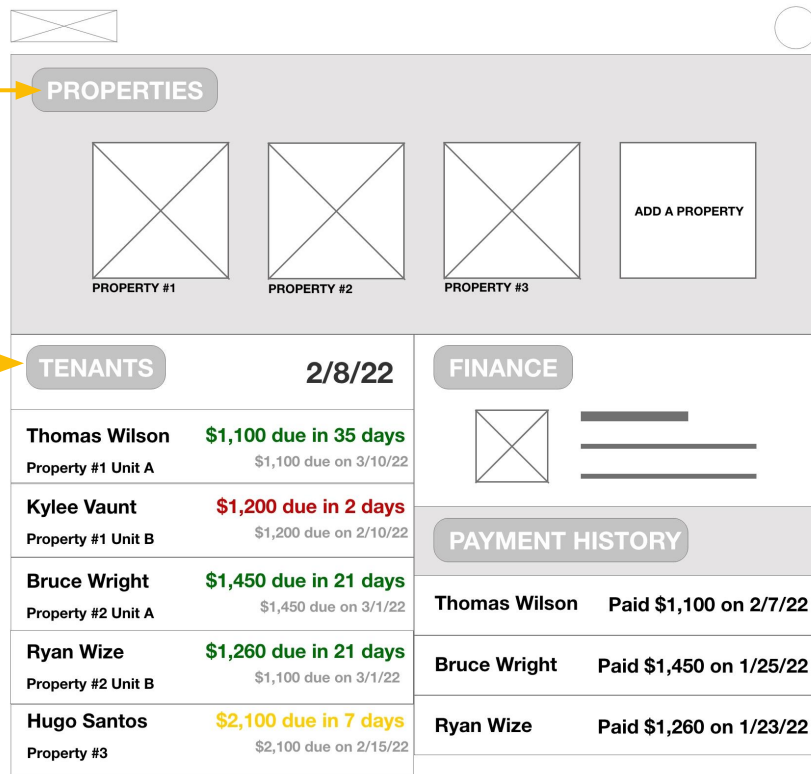 PROPERTIES
ADD A PROPERTY
PROPERTY #1
PROPERTY #2
PROPERTY #3
TENANTS
2/8/22
Thomas Wilson
$1,100 due in 35 days
Property #1 Unit A
$1,100 due on 3/10/22
Kylee Vaunt
$1,200 due in 2 days
Property #1 Unit B
$1,200 due on 2/10/22
Bruce Wright
$1,450 due in 21 days
Property #2 Unit A
$1,450 due on 3/1/22
Ryan Wize
$1,260 due in 21 days
Property #2 Unit B
$1,100 due on 3/1/22
Hugo Santos
$2,100 due in 7 days
Property #3
$2,100 due on 2/15/22
FINANCE
PAYMENT HISTORY
Thomas Wilson
Paid $1,100 on 2/7/22
Bruce Wright
Paid $1,450 on 1/25/22
Ryan Wize
Paid $1,260 on 1/23/22